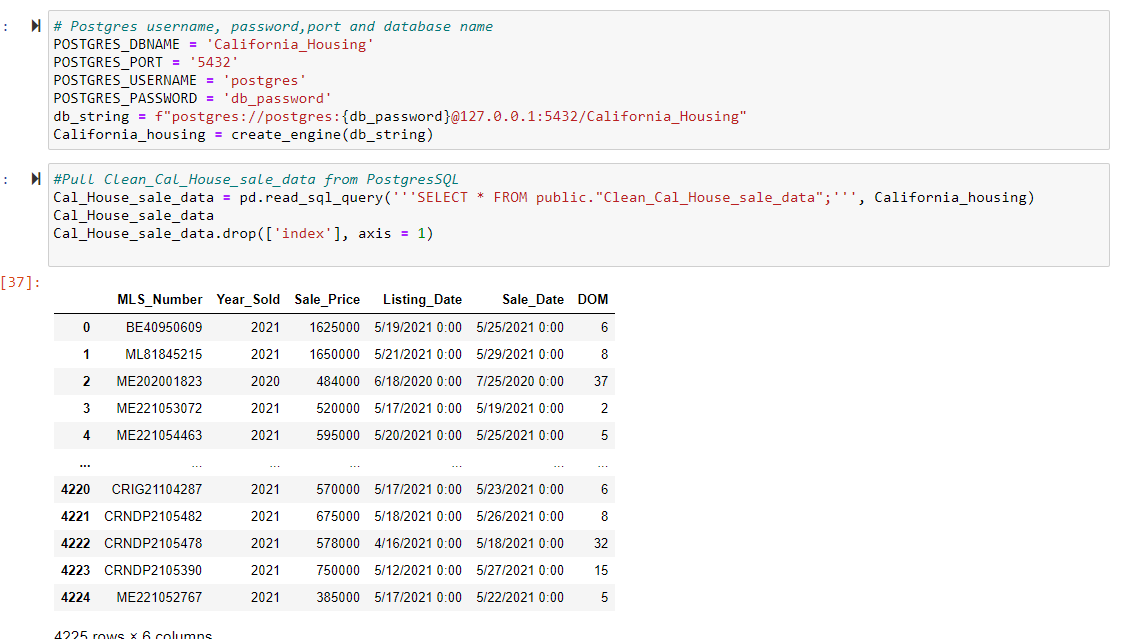 :
# Postgres username, password,port and database name
POSTGRES_DBNAME = 'California_Housing'
POSTGRES_PORT = '5432'
POSTGRES_USERNAME = 'postgres'
POSTGRES_PASSWORD = 'db_password'
db_string = f"postgres://postgres:{db_password}@127.0.0.1:5432/California_Housing"
California_housing = create_engine(db_string)
:
#Pull Clean_Cal_House_sale_data from PostgresSQL
Cal_House_sale_data = pd.read_sql_query('''SELECT * FROM public."Clean_Cal_House_sale_data";''', California_housing)
Cal_House_sale_data
Cal_House_sale_data.drop(['index'], axis = 1)
[37]:
MLS_Number Year_Sold Sale_Price Listing_Date Sale_Date DOM
0 BE40950609 2021 1625000 5/19/2021 0:00 5/25/2021 0:00 6
1 ML81845215 2021 1650000 5/21/2021 0:00 5/29/2021 0:00 8
2 ME202001823 2020 484000 6/18/2020 0:00 7/25/2020 0:00 37
3 ME221053072 2021 520000 5/17/2021 0:00 5/19/2021 0:00 2
4 ME221054463 2021 595000 5/20/2021 0:00 5/25/2021 0:00 5
... ... ... ... ... ... ...
4220 CRIG21104287 2021 570000 5/17/2021 0:00 5/23/2021 0:00 6
4221 CRNDP2105482 2021 675000 5/18/2021 0:00 5/26/2021 0:00 8
4222 CRNDP2105478 2021 578000 4/16/2021 0:00 5/18/2021 0:00 32
4223 CRNDP2105390 2021 750000 5/12/2021 0:00 5/27/2021 0:00 15
4224 ME221052767 2021 385000 5/17/2021 0:00 5/22/2021 0:00 5
4225 rows × 6 columns